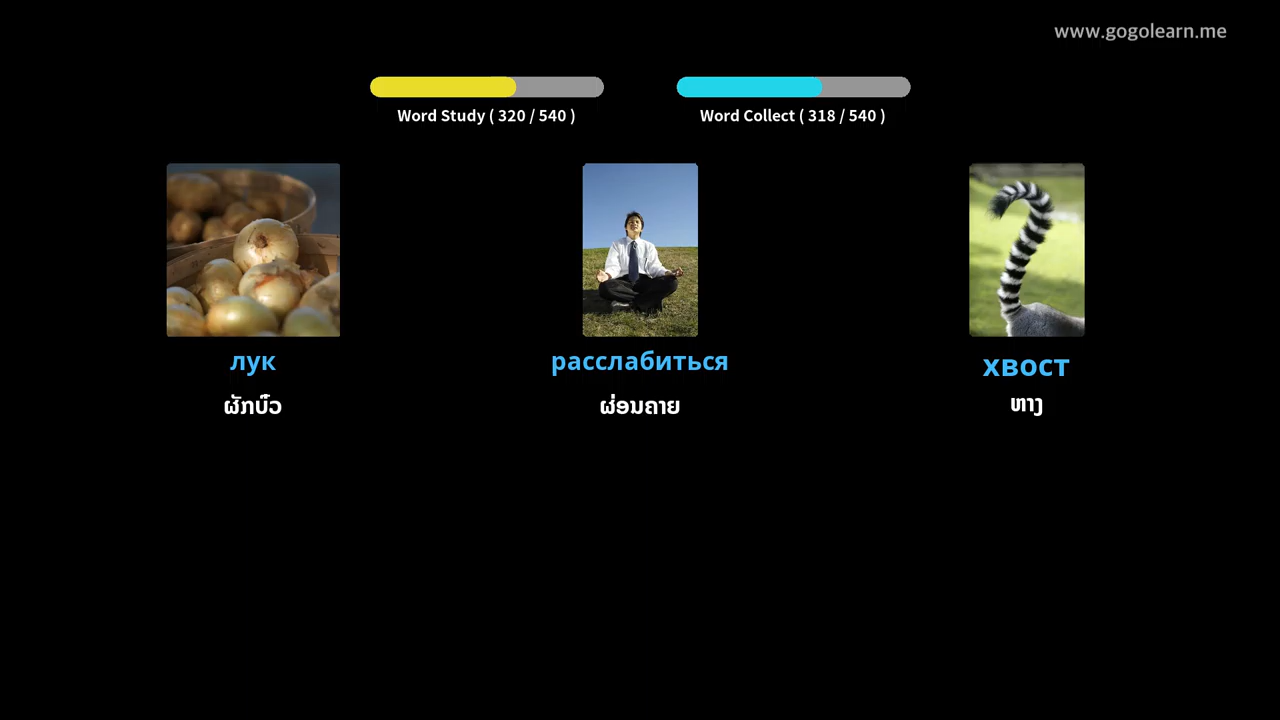 www.gogolearn.me
Word Study ( 320 / 540 )
Word Collect ( 318 / 540 )
лук
расслабиться
хвост
ຜັກບົ່ວ
ຜ່ອນຄາຍ
ຫາງ